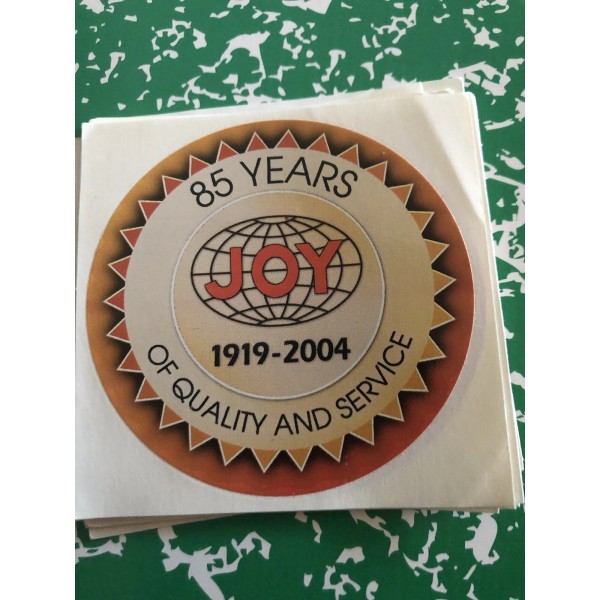 85 YEARS
JOY
1919-2004
OF QUALITY AND SERVICE